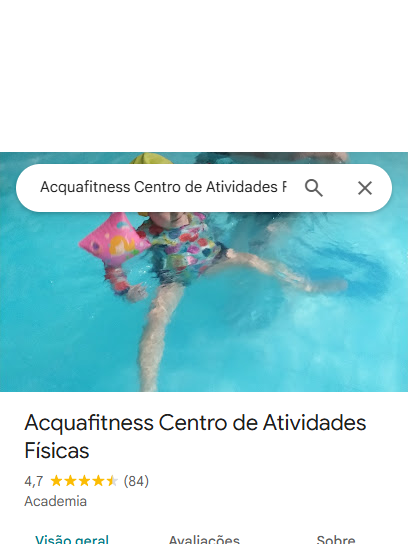 Acquafitness Centro de Atividades F
Acquafitness Centro de Atividades
Físicas
4,7 (84)
Academia
Visão geral Avaliações Sobre